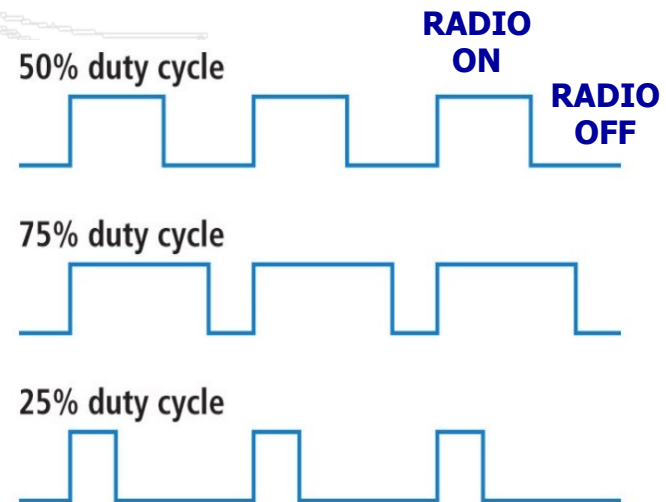 RADIO
ON
50% duty cycle
RADIO
OFF
75% duty cycle
25% duty cycle